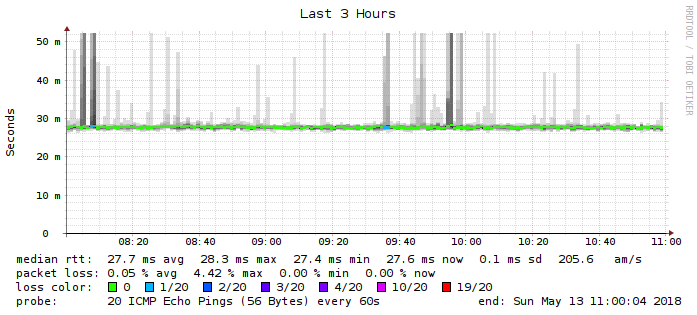 Last 3 Hours
RRDTOOL / TOBI OETIKER
Seconds
50 m
40 m
30 m
20 m
10 m
0
08:20 08:40 09:00 09:20 09:40 10:00 10:20 10:40 11:00
median rtt: 27.7 ms avg 28.3 ms max 27.4 ms min 27.6 ms now 0.1 ms sd 205.6 am/s
packet loss: 0.05 % avg 4.42 % max 0.00 % min 0.00 % now
loss color: 0 1/20 2/20 3/20 4/20 10/20 19/20
probe: 20 ICMP Echo Pings (56 Bytes) every 60s end: Sun May 13 11:00:04 2018